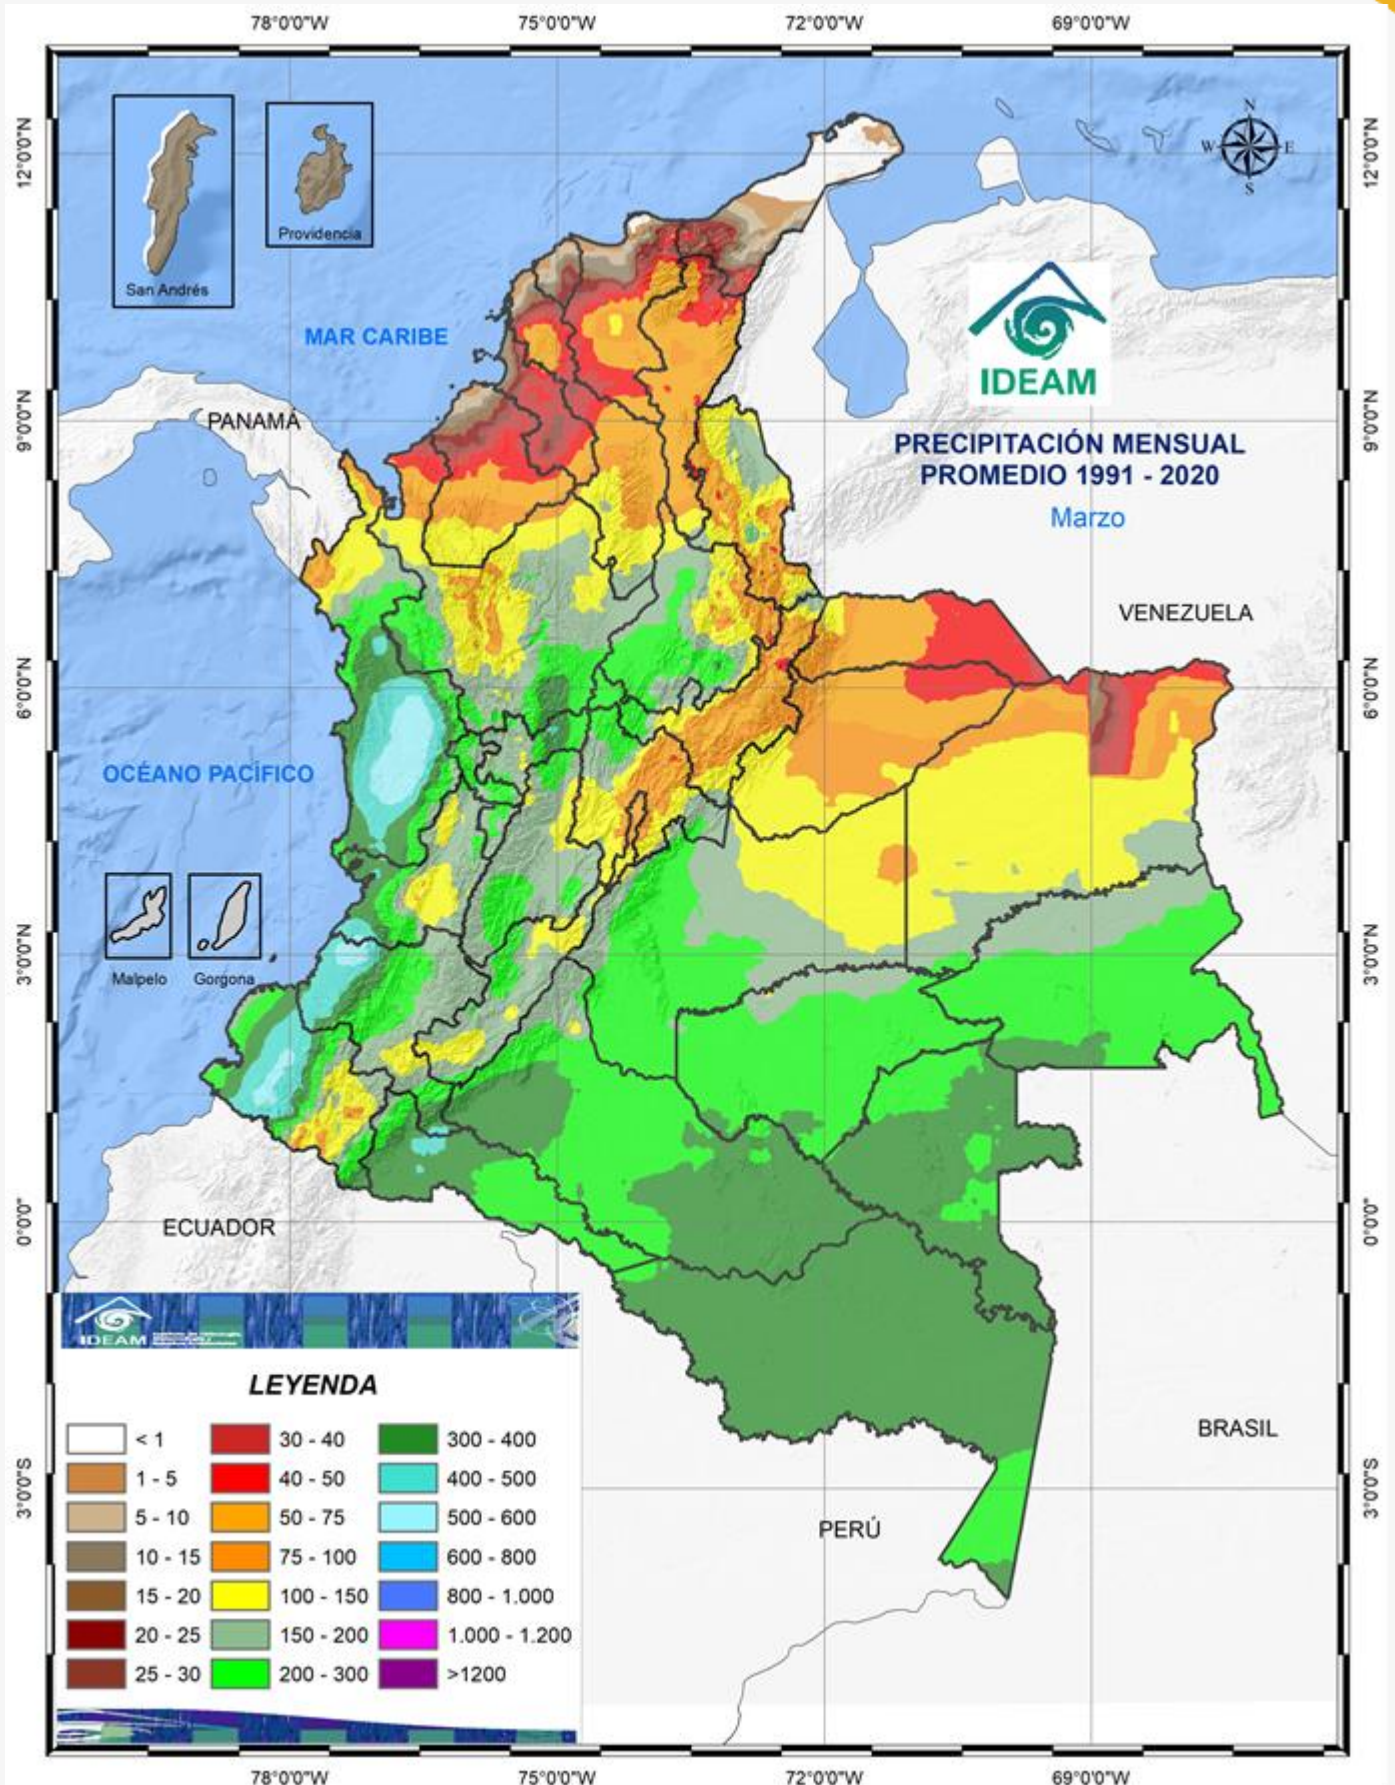 78°0'0"W 75°0'0"W 72°0'0"W 69°0'0"W
12°0'0"N
12°0'0"N
N
W E
S
San Andrés
Providencia
MAR CARIBE
IDEAM
9°0'0"N
9°0'0"N
PANAMÁ
PRECIPITACIÓN MENSUAL
PROMEDIO 1991 - 2020
Marzo
VENEZUELA
6°0'0"N
6°0'0"N
OCÉANO PACÍFICO
Malpelo
Gorgona
3°0'0"N
3°0'0"N
ECUADOR
0°0'0"
0°0'0"
IDEAM
LEYENDA
< 1
1 - 5
5 - 10
10 - 15
15 - 20
20 - 25
25 - 30
30 - 40
40 - 50
50 - 75
75 - 100
100 - 150
150 - 200
200 - 300
300 - 400
400 - 500
500 - 600
600 - 800
800 - 1.000
1.000 - 1.200
>1200
BRASIL
PERÚ
3°0'0"S
3°0'0"S
78°0'0"W 75°0'0"W 72°0'0"W 69°0'0"W